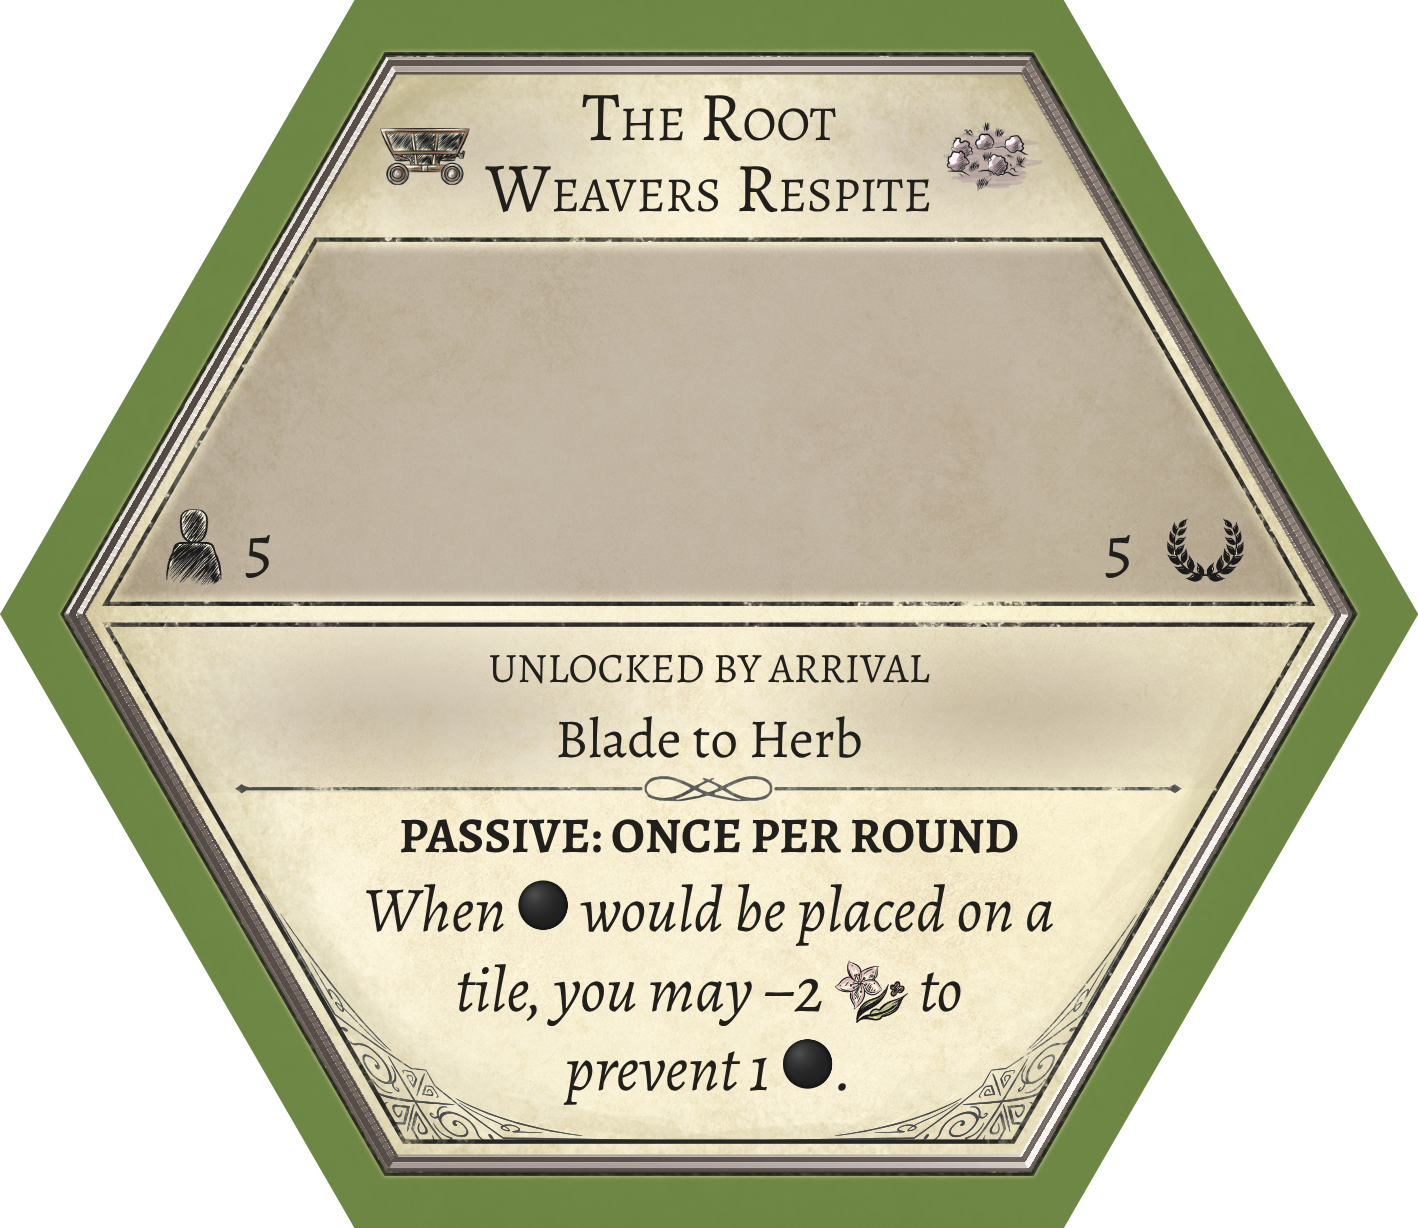 The Root
Weavers Respite
5
5
UNLOCKED BY ARRIVAL
Blade to Herb
PASSIVE: ONCE PER ROUND
When would be placed on a
tile, you may –2 to
prevent 1 .